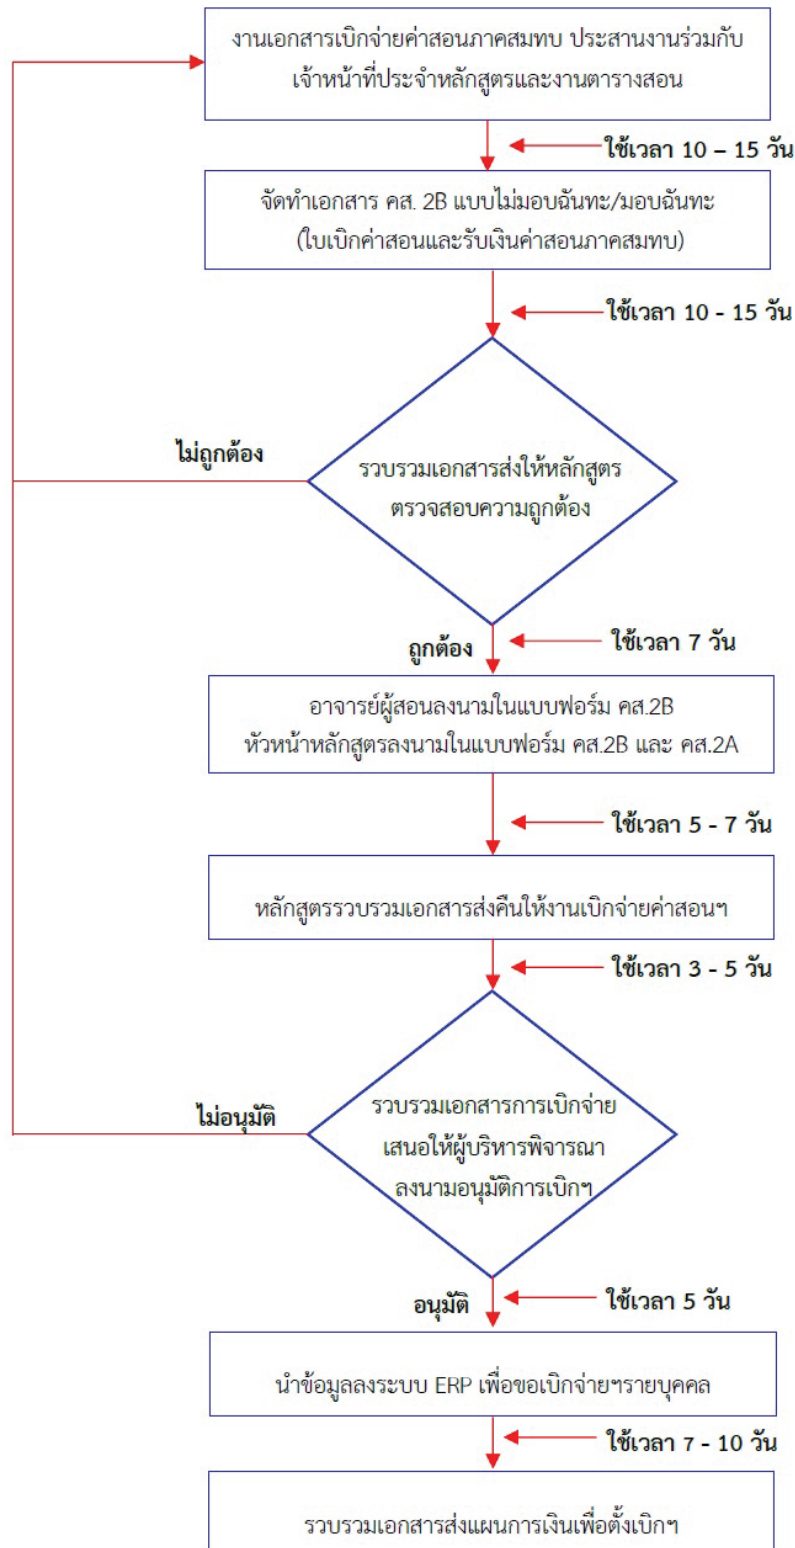 งานเอกสารเบิกจ่ายค่าสอนภาคสมทบ ประสานงานร่วมกับ
เจ้าหน้าที่ประจำหลักสูตรและงานตารางสอน
ใช้เวลา 10 – 15 วัน
จัดทำเอกสาร คส. 2B แบบไม่มอบฉันทะ/มอบฉันทะ
(ใบเบิกค่าสอนและรับเงินค่าสอนภาคสมทบ)
ใช้เวลา 10 - 15 วัน
ไม่ถูกต้อง
รวบรวมเอกสารส่งให้หลักสูตร
ตรวจสอบความถูกต้อง
ถูกต้อง
ใช้เวลา 7 วัน
อาจารย์ผู้สอนลงนามในแบบฟอร์ม คส.2B
หัวหน้าหลักสูตรลงนามในแบบฟอร์ม คส.2B และ คส.2A
ใช้เวลา 5 - 7 วัน
หลักสูตรรวบรวมเอกสารส่งคืนให้งานเบิกจ่ายค่าสอนฯ
ใช้เวลา 3 - 5 วัน
ไม่อนุมัติ
รวบรวมเอกสารการเบิกจ่าย
เสนอให้ผู้บริหารพิจารณา
ลงนามอนุมัติการเบิกฯ
อนุมัติ
ใช้เวลา 5 วัน
นำข้อมูลลงระบบ ERP เพื่อขอเบิกจ่ายฯรายบุคคล
ใช้เวลา 7 - 10 วัน
รวบรวมเอกสารส่งแผนการเงินเพื่อตั้งเบิกฯ